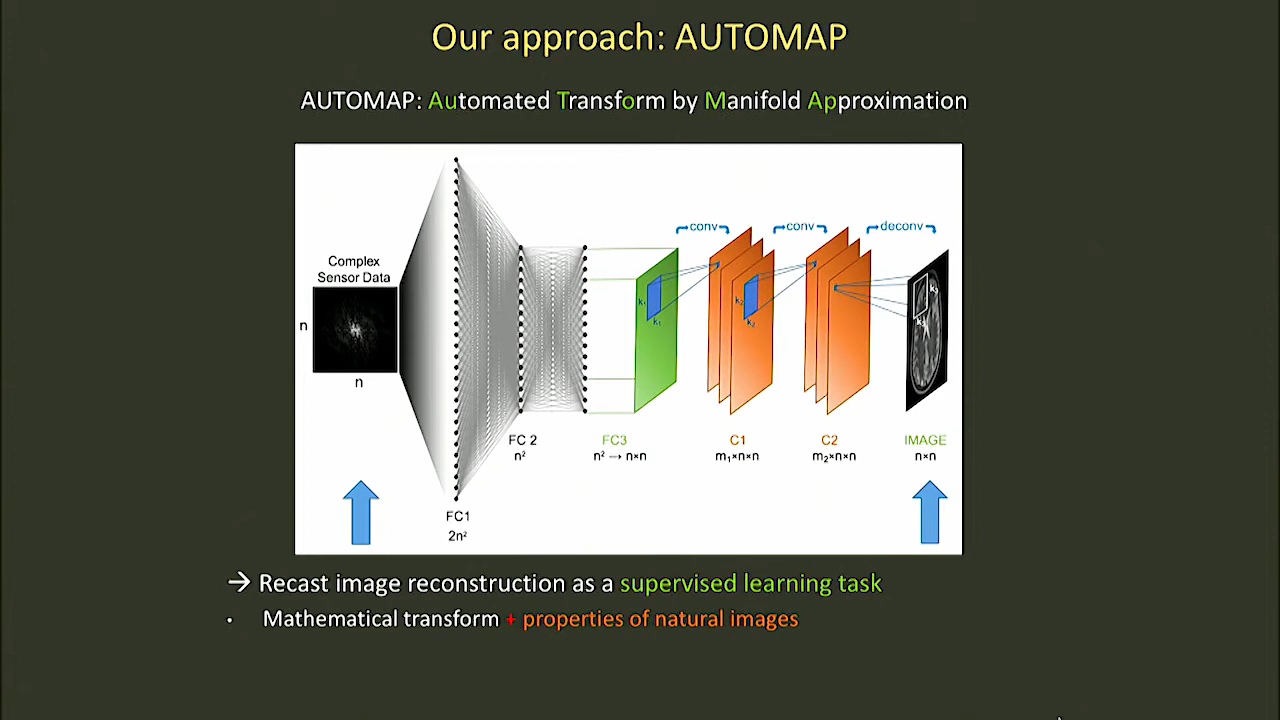 Our approach: AUTOMAP
AUTOMAP: Automated Transform by Manifold Approximation
conv
conv
deconv
Complex
Sensor Data
n
n
k₁
k₁
k₂
k₂
k₃
k₃
FC 2
n²
FC3
n² → n×n
C1
m₁×n×n
C2
m₂×n×n
IMAGE
n×n
FC1
2n²
→ Recast image reconstruction as a supervised learning task
• Mathematical transform + properties of natural images